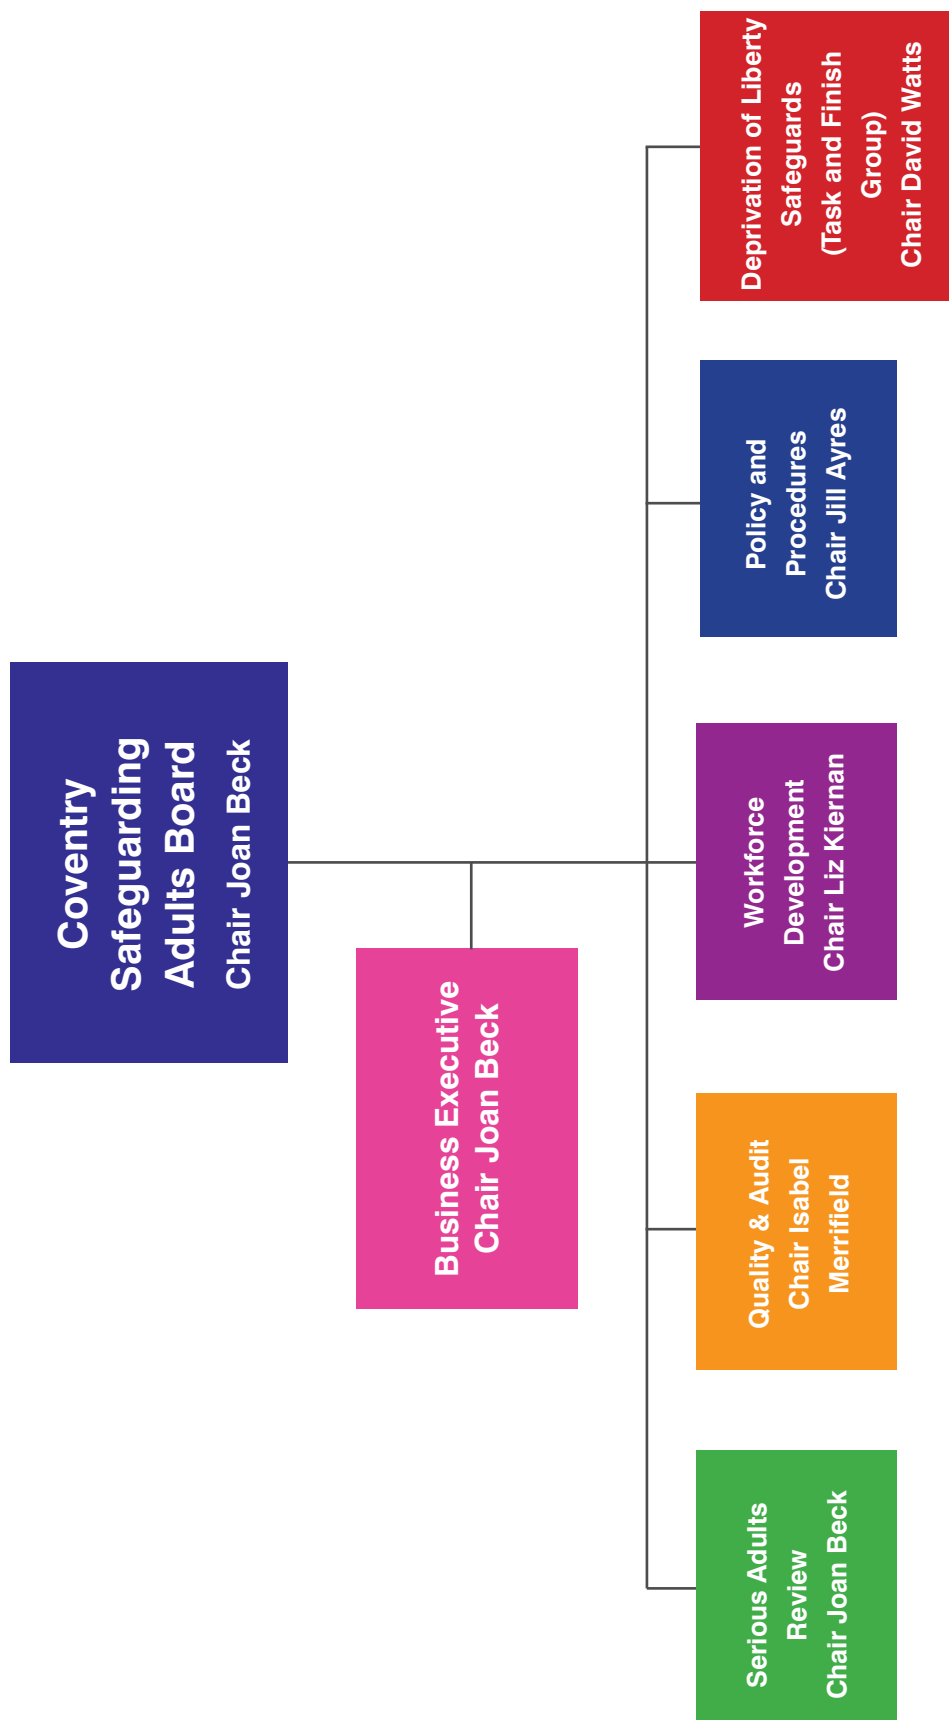 Coventry
Safeguarding
Adults Board
Chair Joan Beck
Business Executive
Chair Joan Beck
Serious Adults
Review
Chair Joan Beck
Quality & Audit
Chair Isabel
Merrifield
Workforce
Development
Chair Liz Kiernan
Policy and
Procedures
Chair Jill Ayres
Deprivation of Liberty
Safeguards
(Task and Finish
Group)
Chair David Watts